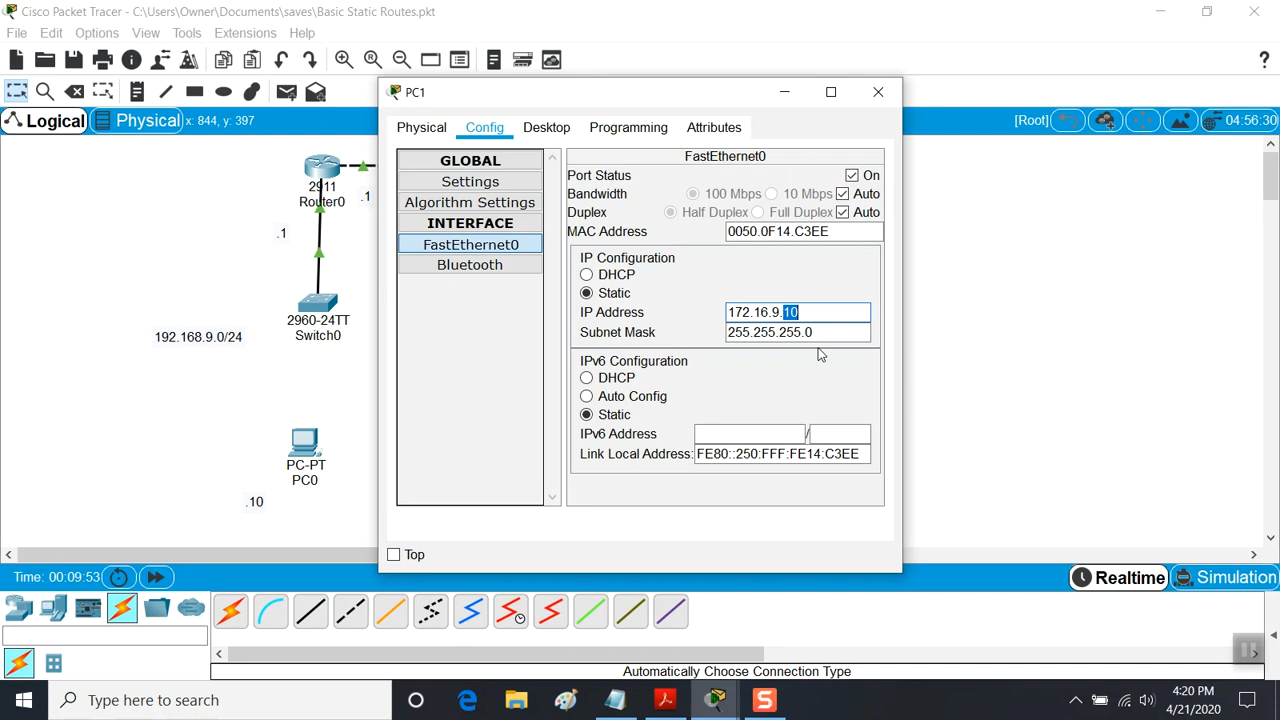 Cisco Packet Tracer - C:\Users\Owner\Documents\saves\Basic Static Routes.pkt
File Edit Options View Tools Extensions Help
?
Logical Physical x: 844, y: 397
[Root] 04:56:30
PC1
Physical Config Desktop Programming Attributes
GLOBAL
Settings
Algorithm Settings
INTERFACE
FastEthernet0
Bluetooth
FastEthernet0
Port Status On
Bandwidth 100 Mbps 10 Mbps Auto
Duplex Half Duplex Full Duplex Auto
MAC Address 0050.0F14.C3EE
IP Configuration
DHCP
Static
IP Address 172.16.9.10
Subnet Mask 255.255.255.0
IPv6 Configuration
DHCP
Auto Config
Static
IPv6 Address /
Link Local Address: FE80::250:FFF:FE14:C3EE
Top
2911
Router0
.1
.1
2960-24TT
Switch0
192.168.9.0/24
PC-PT
PC0
.10
Time: 00:09:53
Realtime Simulation
Automatically Choose Connection Type
Type here to search
4:20 PM
4/21/2020